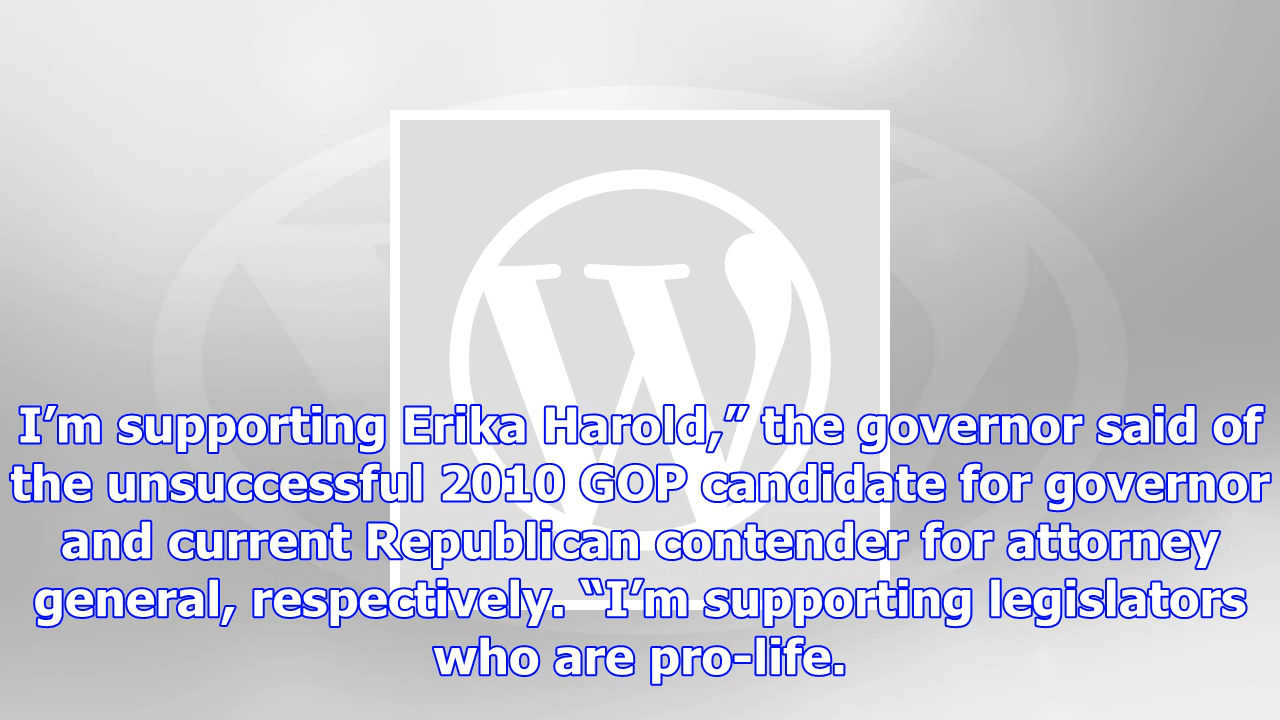 I’m supporting Erika Harold,” the governor said of
the unsuccessful 2010 GOP candidate for governor
and current Republican contender for attorney
general, respectively. “I’m supporting legislators
who are pro-life.